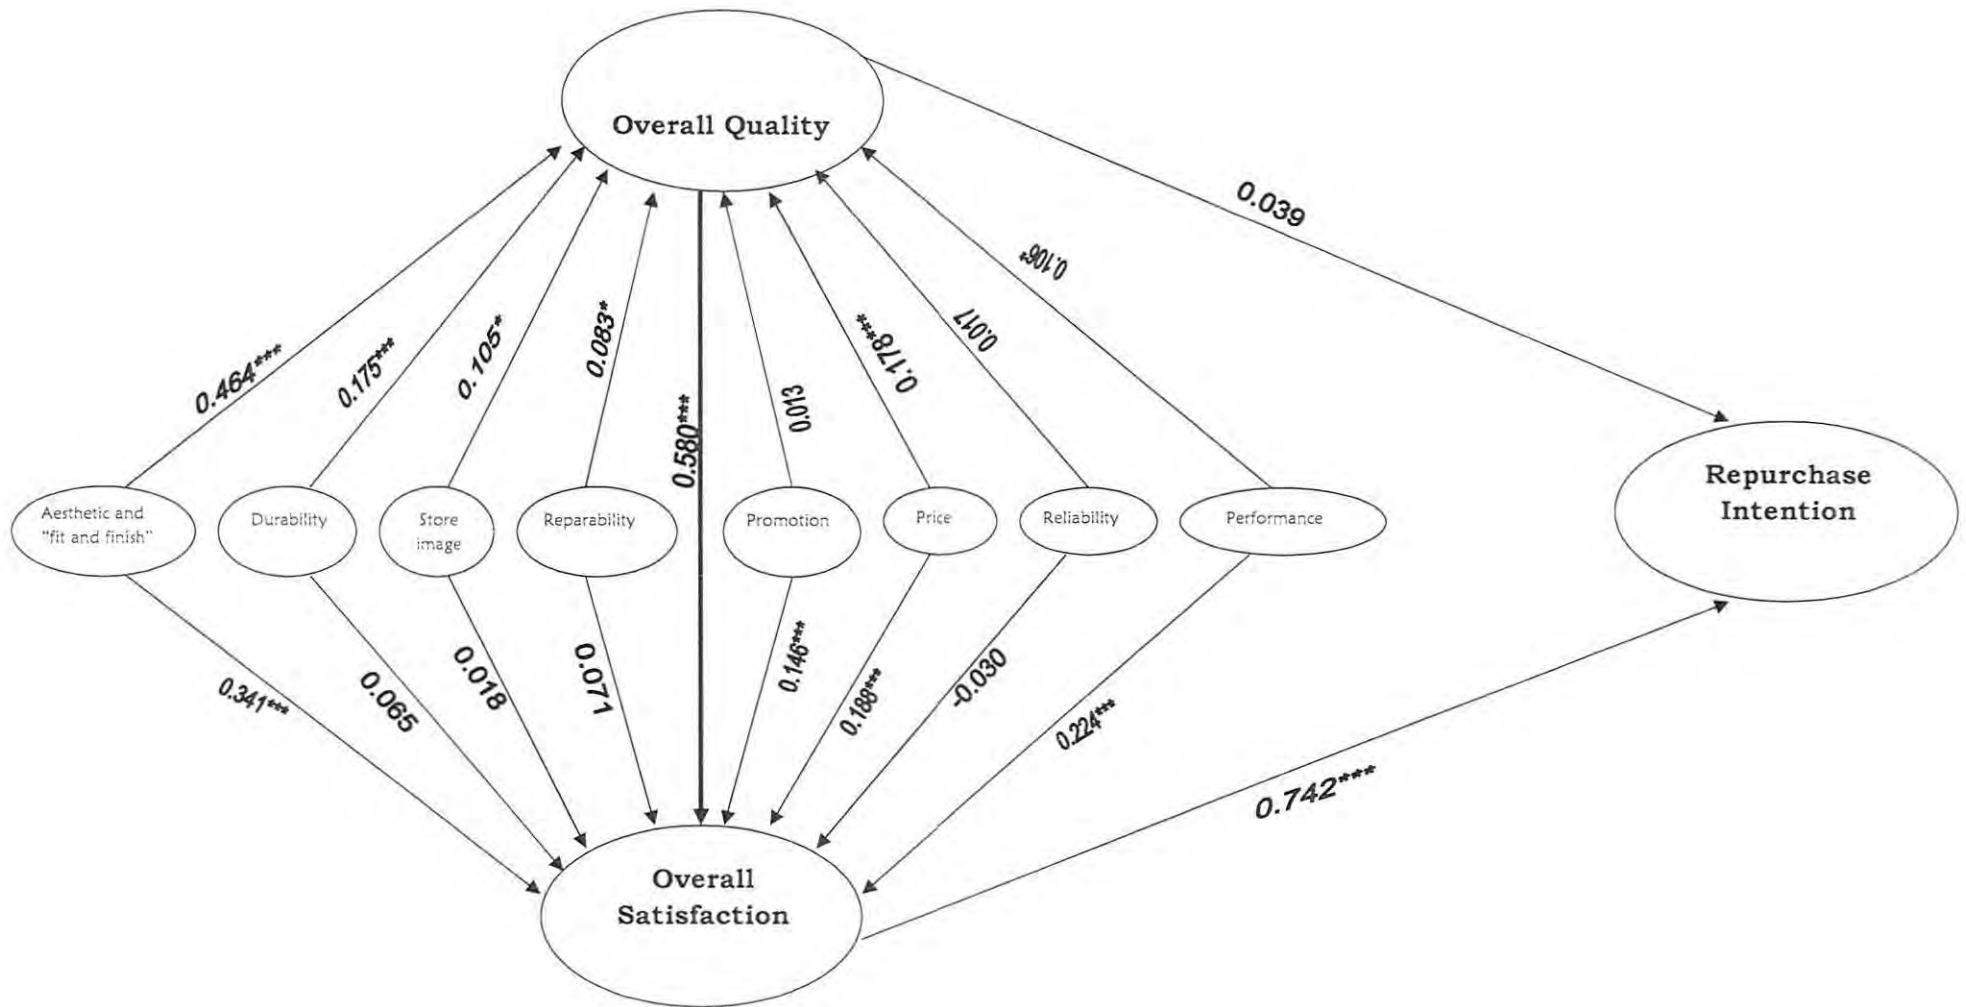 Overall Quality
0.039
0.106*
0.464***
0.175***
0.105*
0.083*
0.580***
0.013
0.178***
0.017
Aesthetic and
"fit and finish"
Durability
Store
image
Reparability
Promotion
Price
Reliability
Performance
Repurchase
Intention
0.341***
0.065
0.018
0.071
0.146***
0.188***
-0.030
0.224***
0.742***
Overall
Satisfaction